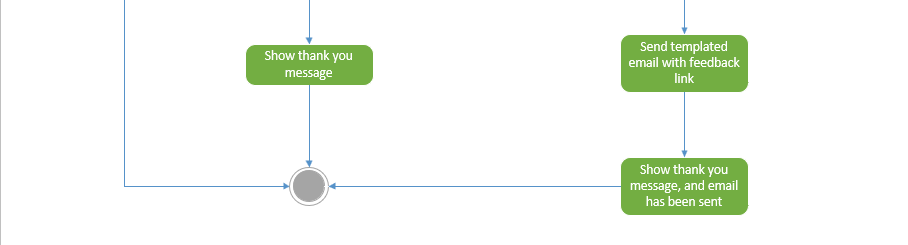 Show thank you
message
Send templated
email with feedback
link
Show thank you
message, and email
has been sent